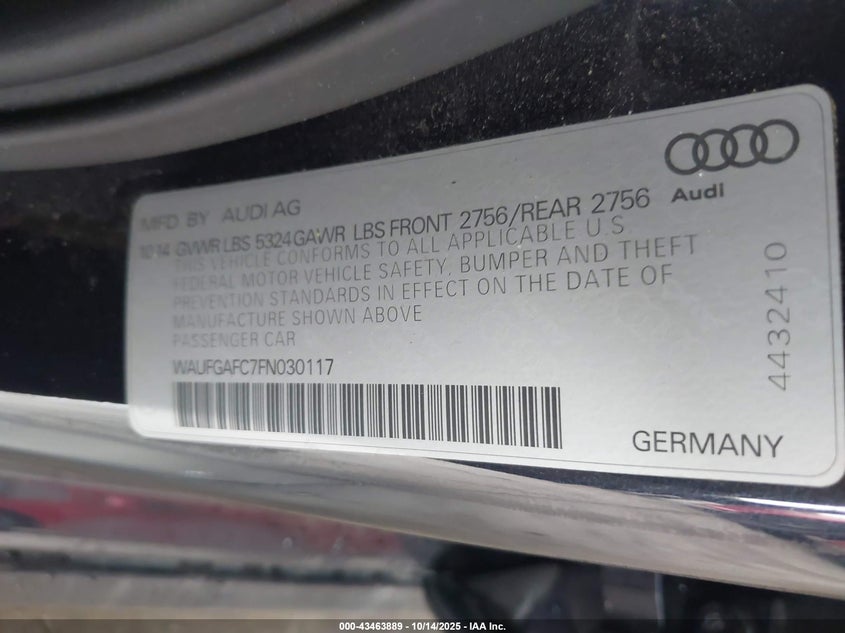 Audi
MFD BY AUDI AG
10-14 GVWR LBS 5324 GAWR LBS FRONT 2756/REAR 2756
THIS VEHICLE CONFORMS TO ALL APPLICABLE U.S.
FEDERAL MOTOR VEHICLE SAFETY, BUMPER AND THEFT
PREVENTION STANDARDS IN EFFECT ON THE DATE OF
MANUFACTURE SHOWN ABOVE
PASSENGER CAR
WAUFGAFC7FN030117
4432410
GERMANY
000-43463889 - 10/14/2025 - IAA Inc.